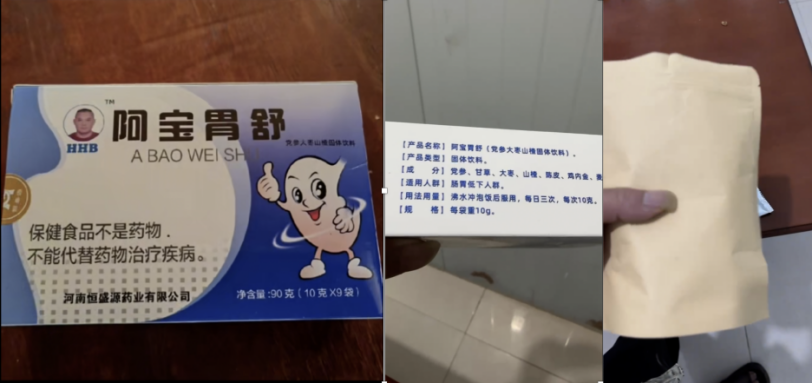 TM
HHB
阿宝胃舒
党参大枣山楂固体饮料
A BAO WEI SHU
保健食品不是药物.
不能代替药物治疗疾病。
河南恒盛源药业有限公司
净含量:90克(10克X9袋)
【产品名称】阿宝胃舒(党参大枣山楂固体饮料)。
【产品类型】固体饮料。
【成 分】党参、甘草、大枣、山楂、陈皮、鸡内金、
【适用人群】肠胃低下人群。
【用法用量】沸水冲泡饭后服用,每日三次,每次10克。
【规 格】每袋重10g。